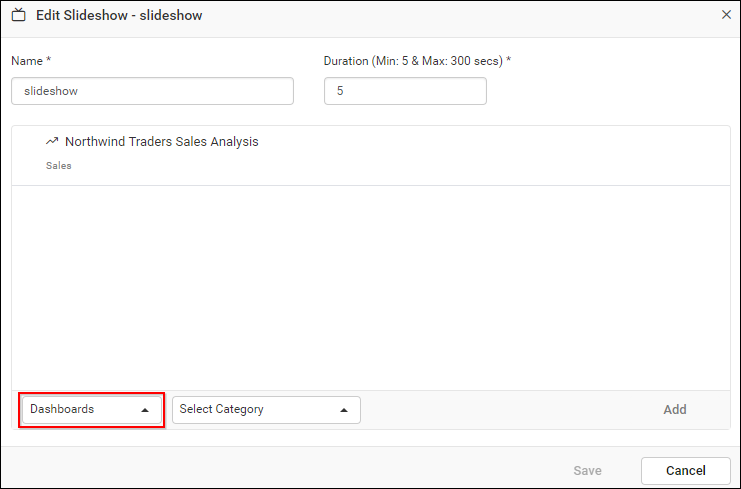 Edit Slideshow - slideshow
Name *
Duration (Min: 5 & Max: 300 secs) *
slideshow
5
Northwind Traders Sales Analysis
Sales
Dashboards
Select Category
Add
Save
Cancel